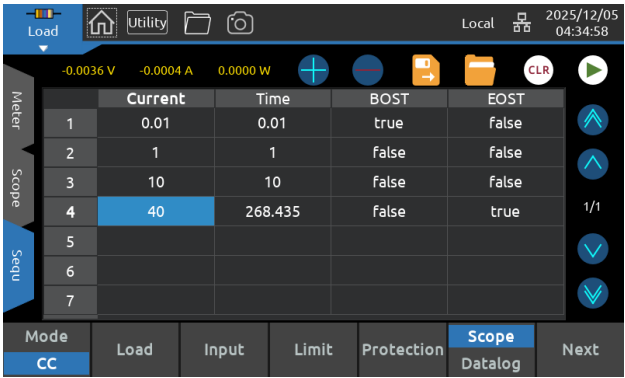 Load Utility Local 2025/12/05
04:34:58
-0.0036 V -0.0004 A 0.0000 W CLR
Meter
Scope
Sequ
Current Time BOST EOST
1 0.01 0.01 true false
2 1 1 false false
3 10 10 false false
4 40 268.435 false true
5
6
7
1/1
Mode
CC
Load Input Limit Protection
Scope
Datalog
Next